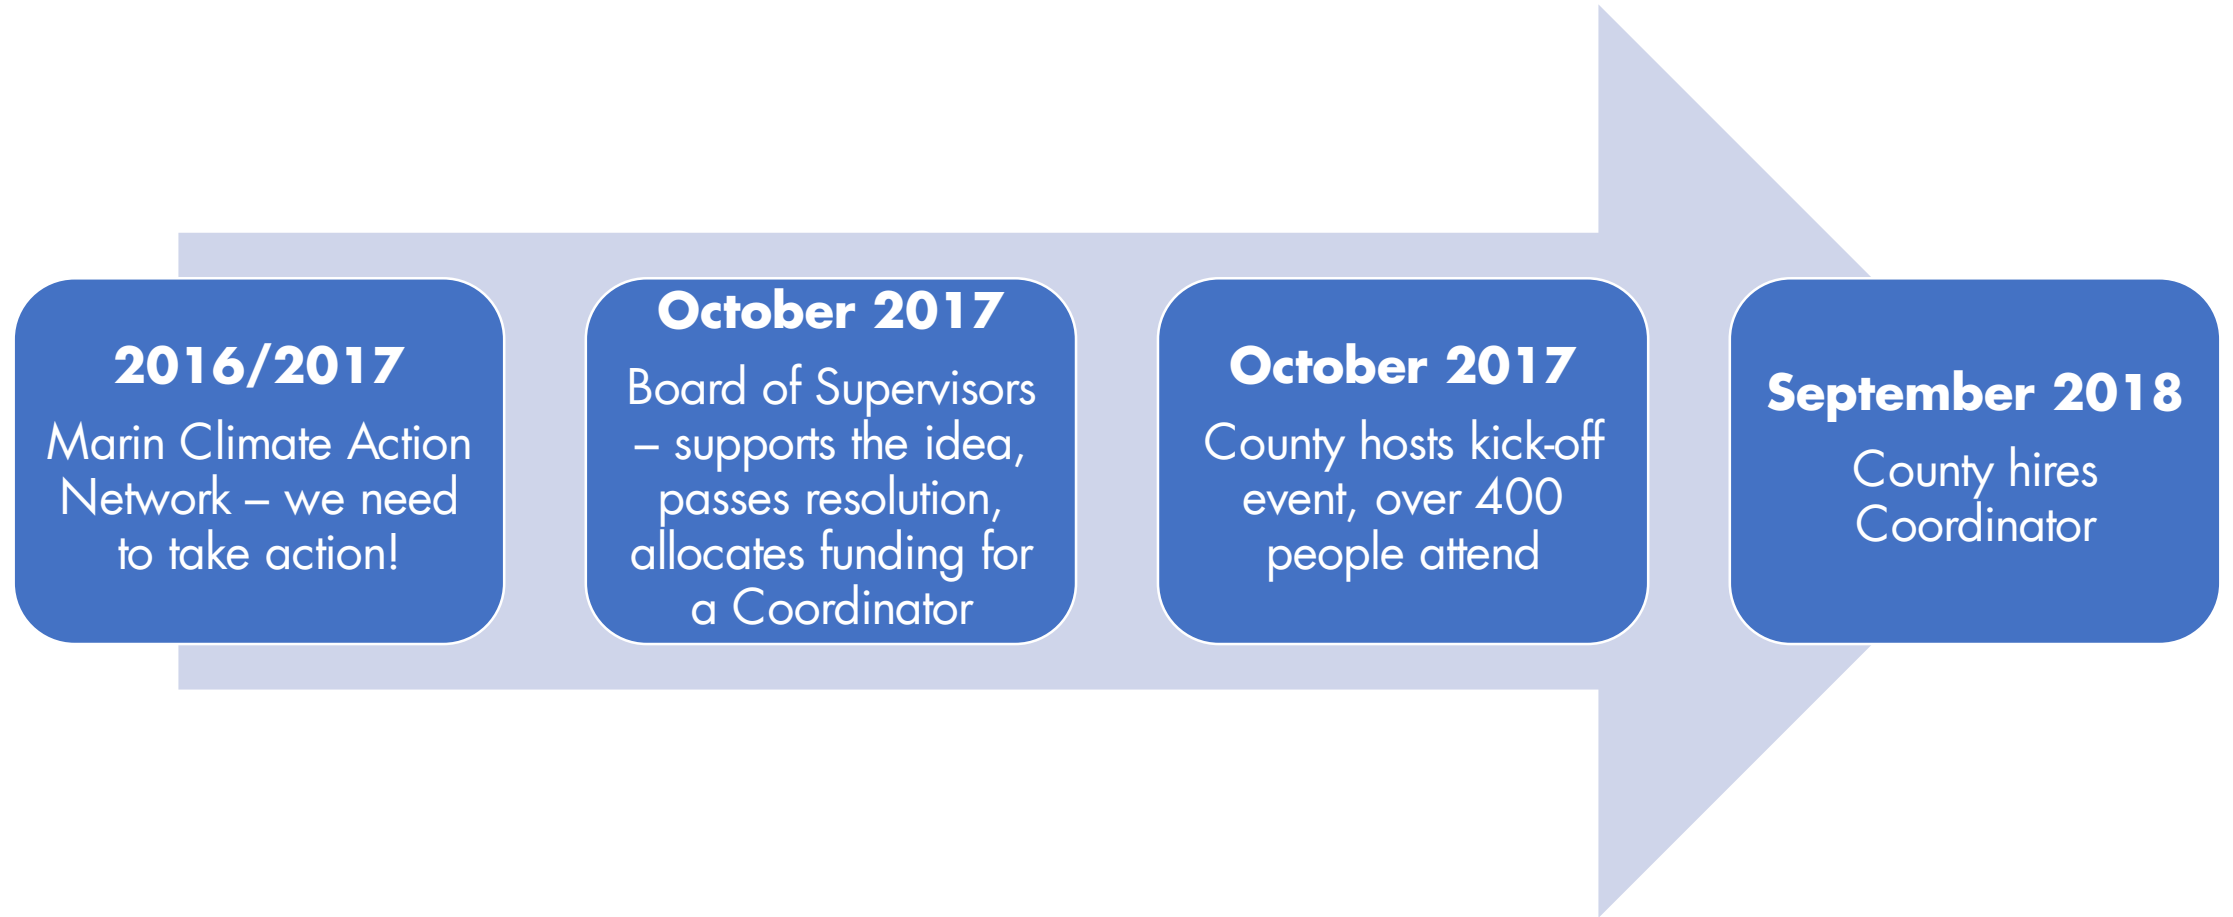 2016/2017
Marin Climate Action
Network – we need
to take action!
October 2017
Board of Supervisors
– supports the idea,
passes resolution,
allocates funding for
a Coordinator
October 2017
County hosts kick-off
event, over 400
people attend
September 2018
County hires
Coordinator